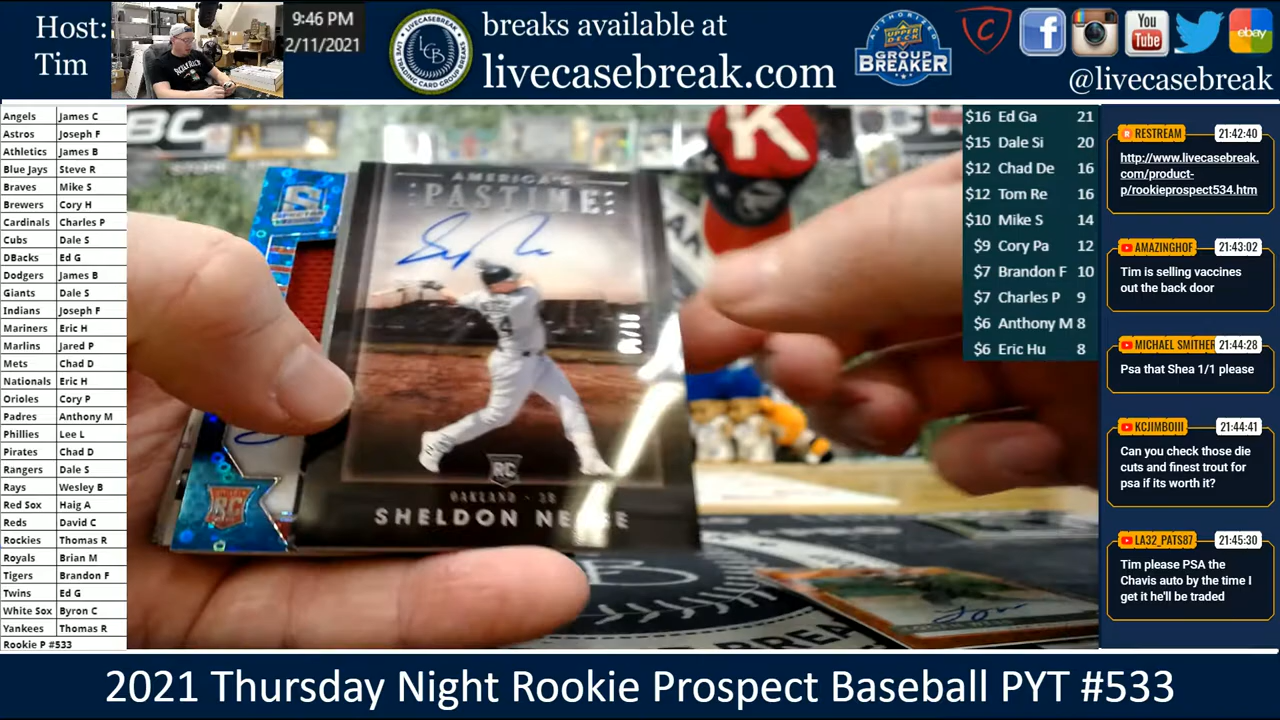 Host:
Tim
9:46 PM
2/11/2021
LIVECASEBREAK
LCB
breaks available at
livecasebreak.com
AUTHORIZED
UPPER DECK
GROUP
BREAKER
You
Tube
ebay
@livecasebreak
Angels James C
Astros Joseph F
Athletics James B
Blue Jays Steve R
Braves Mike S
Brewers Cory H
Cardinals Charles P
Cubs Dale S
DBacks Ed G
Dodgers James B
Giants Dale S
Indians Joseph F
Mariners Eric H
Marlins Jared P
Mets Chad D
Nationals Eric H
Orioles Cory P
Padres Anthony M
Phillies Lee L
Pirates Chad D
Rangers Dale S
Rays Wesley B
Red Sox Haig A
Reds David C
Rockies Thomas R
Royals Brian M
Tigers Brandon F
Twins Ed G
White Sox Byron C
Yankees Thomas R
Rookie P #533
BC
K
SPECTRA
AMERICA'S
PASTIME
RC
OAKLAND · 3B
SHELDON NE SE
RC
$16 Ed Ga 21
$15 Dale Si 20
$12 Chad De 16
$12 Tom Re 16
$10 Mike S 14
$9 Cory Pa 12
$7 Brandon F 10
$7 Charles P 9
$6 Anthony M 8
$6 Eric Hu 8
RESTREAM 21:42:40
http://www.livecasebreak.
com/product-
p/rookieprospect534.htm
AMAZINGHOF 21:43:02
Tim is selling vaccines
out the back door
MICHAEL SMITHER 21:44:28
Psa that Shea 1/1 please
KCJIMBOIII 21:44:41
Can you check those die
cuts and finest trout for
psa if its worth it?
LA32_PATS87 21:45:30
Tim please PSA the
Chavis auto by the time I
get it he'll be traded
2021 Thursday Night Rookie Prospect Baseball PYT #533